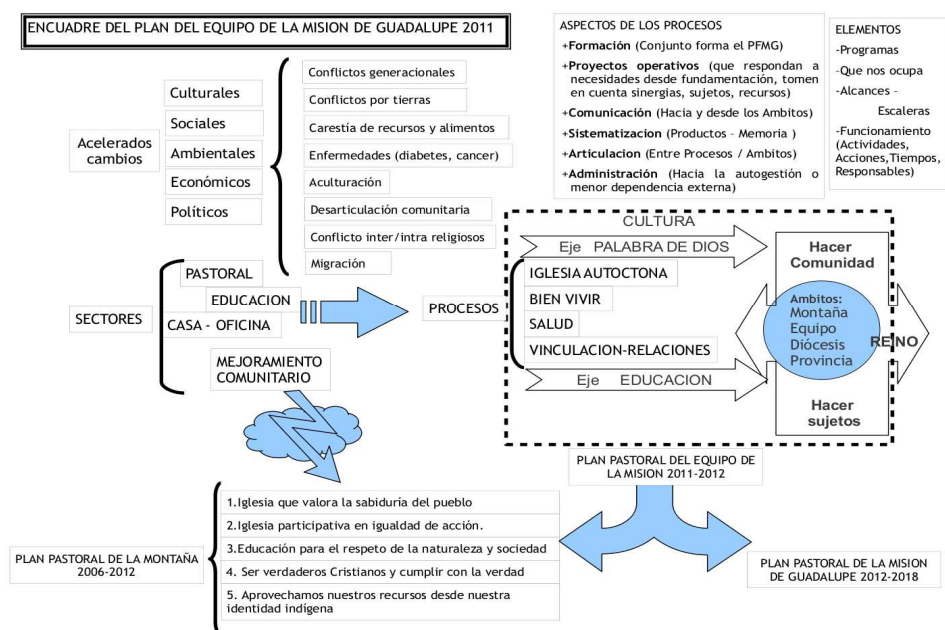 ENCUADRE DEL PLAN DEL EQUIPO DE LA MISION DE GUADALUPE 2011
Acelerados
cambios
Culturales
Sociales
Ambientales
Económicos
Políticos
Conflictos generacionales
Conflictos por tierras
Carestía de recursos y alimentos
Enfermedades (diabetes, cancer)
Aculturación
Desarticulación comunitaria
Conflicto inter/intra religiosos
Migración
ASPECTOS DE LOS PROCESOS
+Formación (Conjunto forma el PFMG)
+Proyectos operativos (que respondan a
necesidades desde fundamentación, tomen
en cuenta sinergias, sujetos, recursos)
+Comunicación (Hacia y desde los Ambitos)
+Sistematizacion (Productos - Memoria )
+Articulacion (Entre Procesos / Ambitos)
+Administración (Hacia la autogestión o
menor dependencia externa)
ELEMENTOS
-Programas
-Que nos ocupa
-Alcances -
Escaleras
-Funcionamiento
(Actividades,
Acciones,Tiempos,
Responsables)
SECTORES
PASTORAL
EDUCACION
CASA - OFICINA
MEJORAMIENTO
COMUNITARIO
PROCESOS
CULTURA
Eje PALABRA DE DIOS
IGLESIA AUTOCTONA
BIEN VIVIR
SALUD
VINCULACION-RELACIONES
Eje EDUCACION
Hacer
Comunidad
Ambitos:
Montaña
Equipo
Diócesis
Provincia
REINO
Hacer
sujetos
PLAN PASTORAL DEL EQUIPO DE
LA MISION 2011-2012
PLAN PASTORAL DE LA MONTAÑA
2006-2012
1.Iglesia que valora la sabiduría del pueblo
2.Iglesia participativa en igualdad de acción.
3.Educación para el respeto de la naturaleza y sociedad
4. Ser verdaderos Cristianos y cumplir con la verdad
5. Aprovechamos nuestros recursos desde nuestra
identidad indígena
PLAN PASTORAL DE LA MISION
DE GUADALUPE 2012-2018